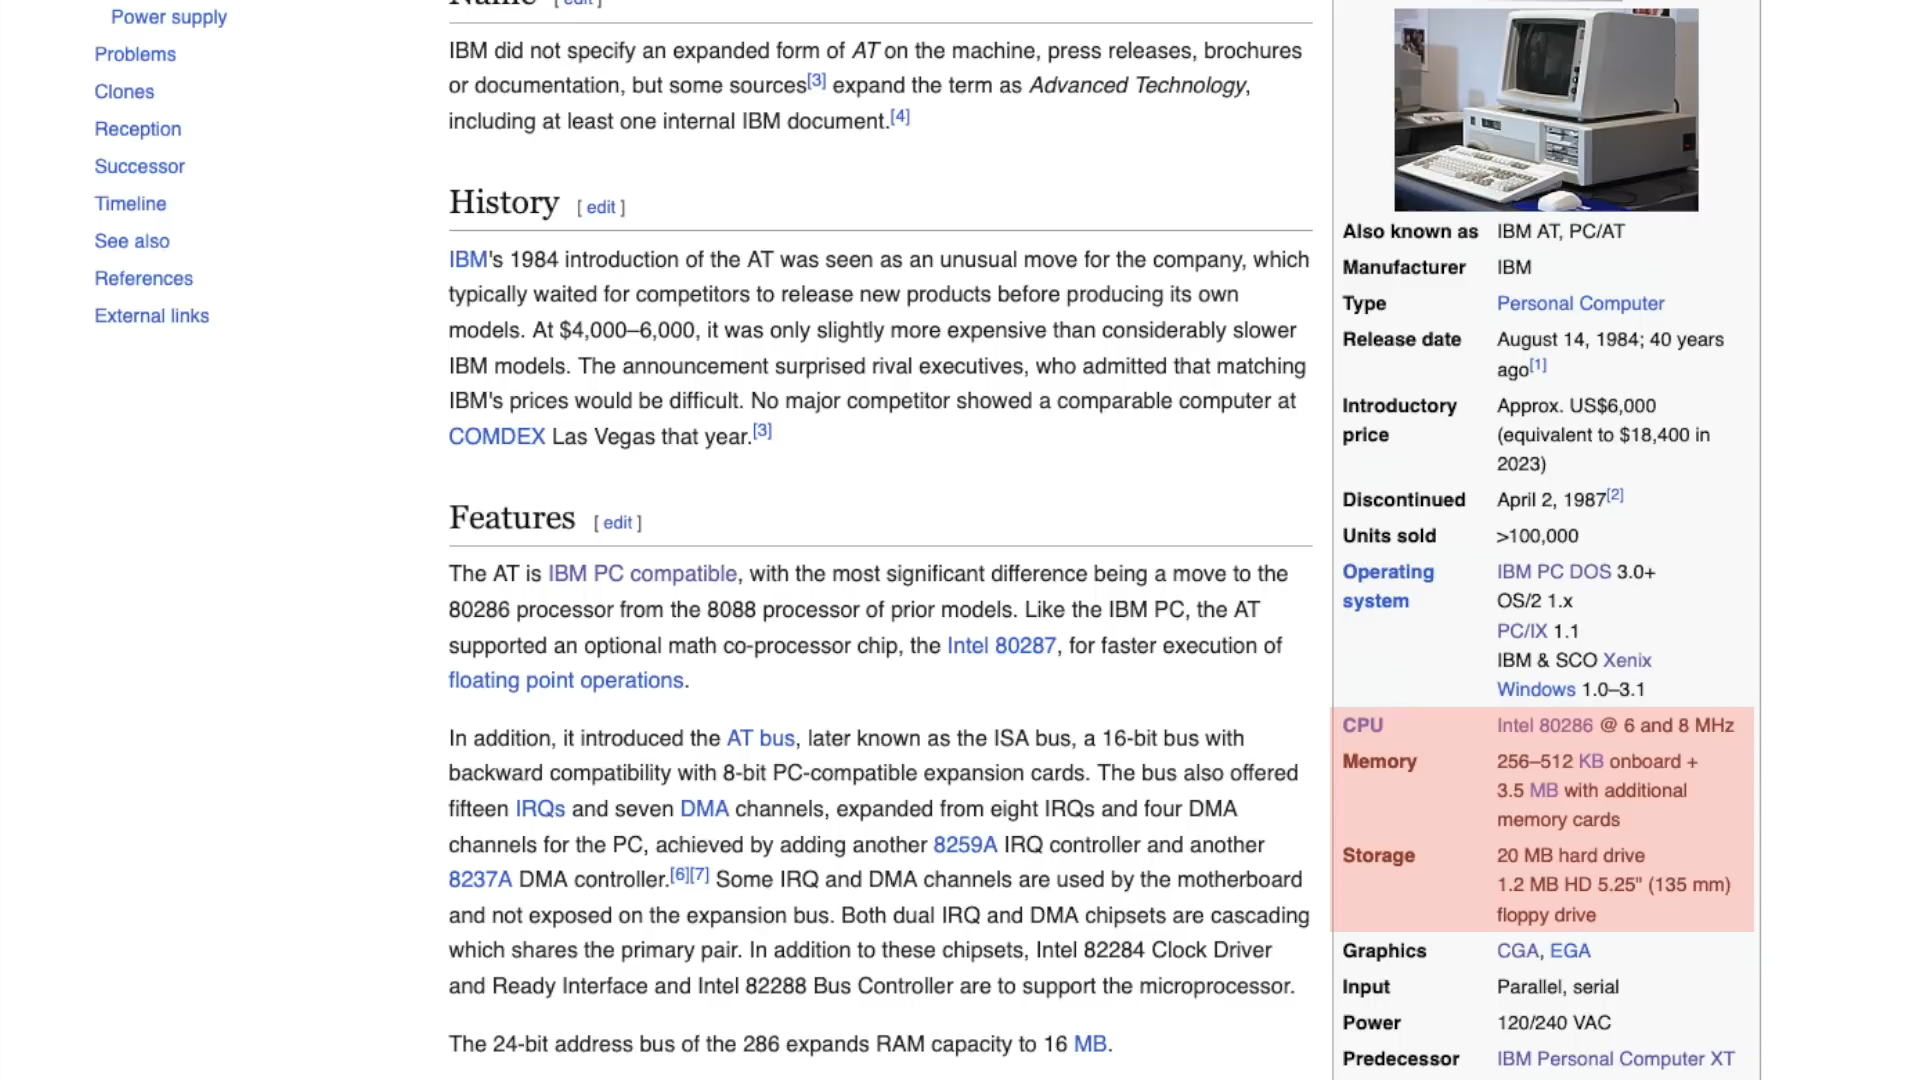 Power supply
Problems
Clones
Reception
Successor
Timeline
See also
References
External links
Name [ edit ]
IBM did not specify an expanded form of AT on the machine, press releases, brochures
or documentation, but some sources[3] expand the term as Advanced Technology,
including at least one internal IBM document.[4]
History [ edit ]
IBM's 1984 introduction of the AT was seen as an unusual move for the company, which
typically waited for competitors to release new products before producing its own
models. At $4,000–6,000, it was only slightly more expensive than considerably slower
IBM models. The announcement surprised rival executives, who admitted that matching
IBM's prices would be difficult. No major competitor showed a comparable computer at
COMDEX Las Vegas that year.[3]
Features [ edit ]
The AT is IBM PC compatible, with the most significant difference being a move to the
80286 processor from the 8088 processor of prior models. Like the IBM PC, the AT
supported an optional math co-processor chip, the Intel 80287, for faster execution of
floating point operations.
In addition, it introduced the AT bus, later known as the ISA bus, a 16-bit bus with
backward compatibility with 8-bit PC-compatible expansion cards. The bus also offered
fifteen IRQs and seven DMA channels, expanded from eight IRQs and four DMA
channels for the PC, achieved by adding another 8259A IRQ controller and another
8237A DMA controller.[6][7] Some IRQ and DMA channels are used by the motherboard
and not exposed on the expansion bus. Both dual IRQ and DMA chipsets are cascading
which shares the primary pair. In addition to these chipsets, Intel 82284 Clock Driver
and Ready Interface and Intel 82288 Bus Controller are to support the microprocessor.
The 24-bit address bus of the 286 expands RAM capacity to 16 MB.
Also known as IBM AT, PC/AT
Manufacturer IBM
Type Personal Computer
Release date August 14, 1984; 40 years
ago[1]
Introductory Approx. US$6,000
price (equivalent to $18,400 in
2023)
Discontinued April 2, 1987[2]
Units sold >100,000
Operating IBM PC DOS 3.0+
system OS/2 1.x
PC/IX 1.1
IBM & SCO Xenix
Windows 1.0–3.1
CPU Intel 80286 @ 6 and 8 MHz
Memory 256–512 KB onboard +
3.5 MB with additional
memory cards
Storage 20 MB hard drive
1.2 MB HD 5.25" (135 mm)
floppy drive
Graphics CGA, EGA
Input Parallel, serial
Power 120/240 VAC
Predecessor IBM Personal Computer XT